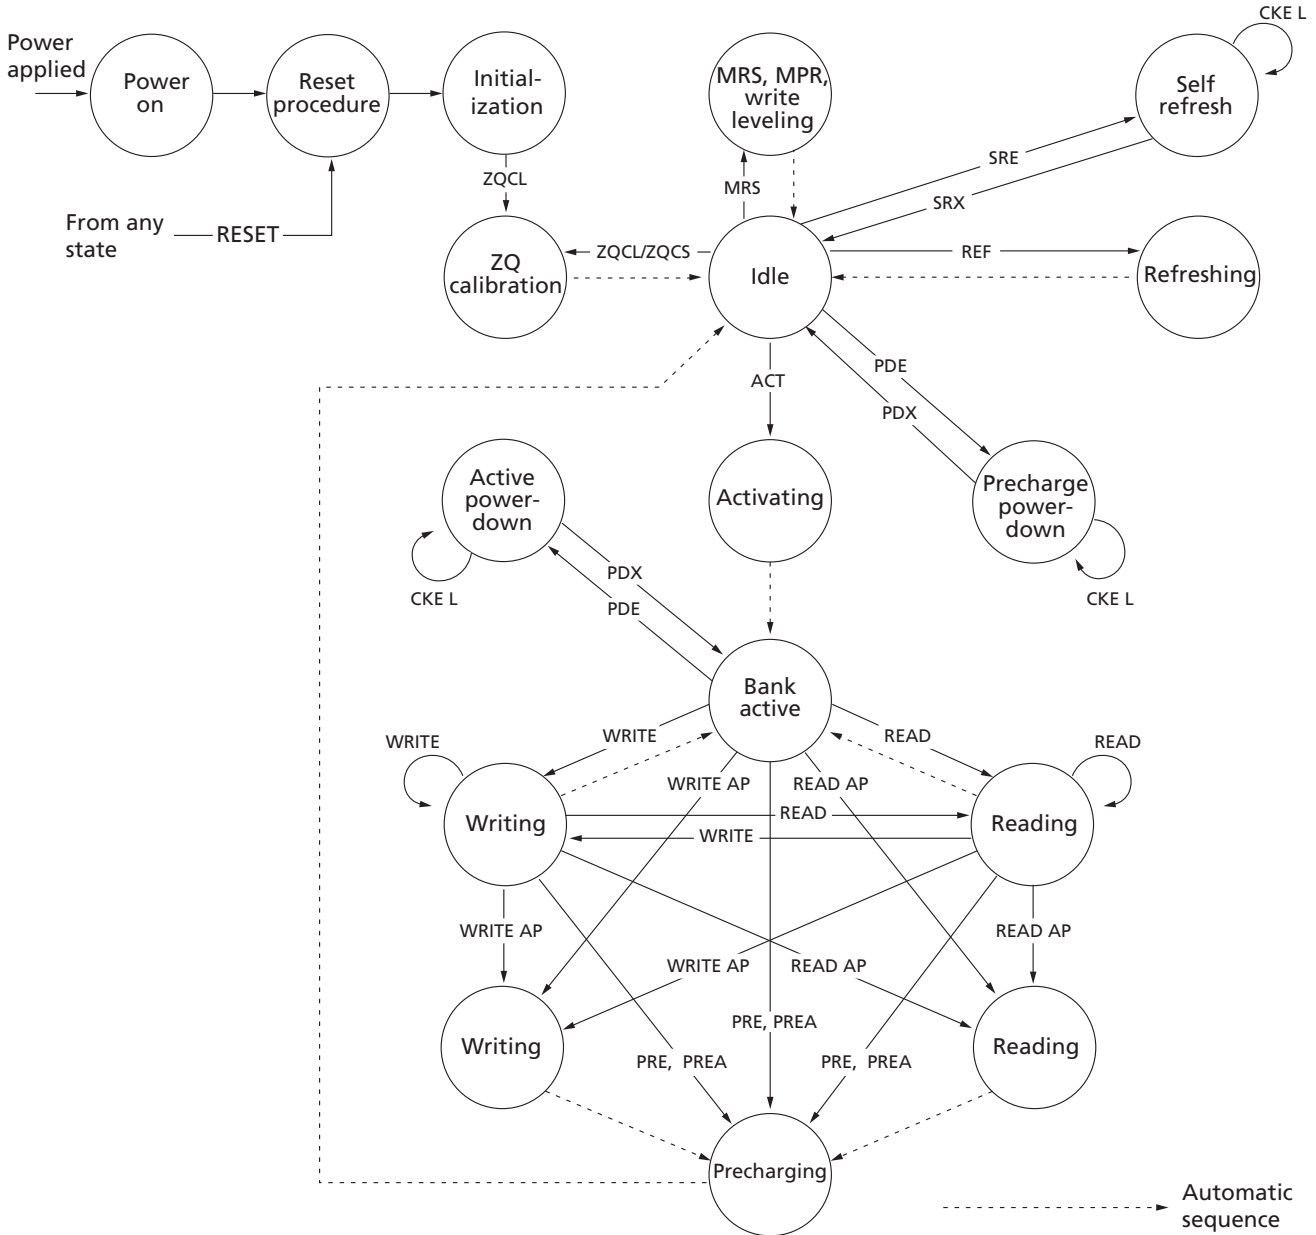 CKE L
Power
applied
Power
on
Reset
procedure
Initial-
ization
MRS, MPR,
write
leveling
Self
refresh
ZQCL
MRS
SRE
SRX
From any
state
RESET
ZQ
calibration
ZQCL/ZQCS
Idle
REF
Refreshing
ACT
PDE
PDX
Active
power-
down
Activating
Precharge
power-
down
CKE L
PDX
PDE
CKE L
Bank
active
WRITE
WRITE
READ
READ
WRITE AP
READ AP
Writing
READ
WRITE
Reading
WRITE AP
READ AP
WRITE AP
READ AP
Writing
PRE, PREA
Reading
PRE, PREA
PRE, PREA
Precharging
Automatic
sequence